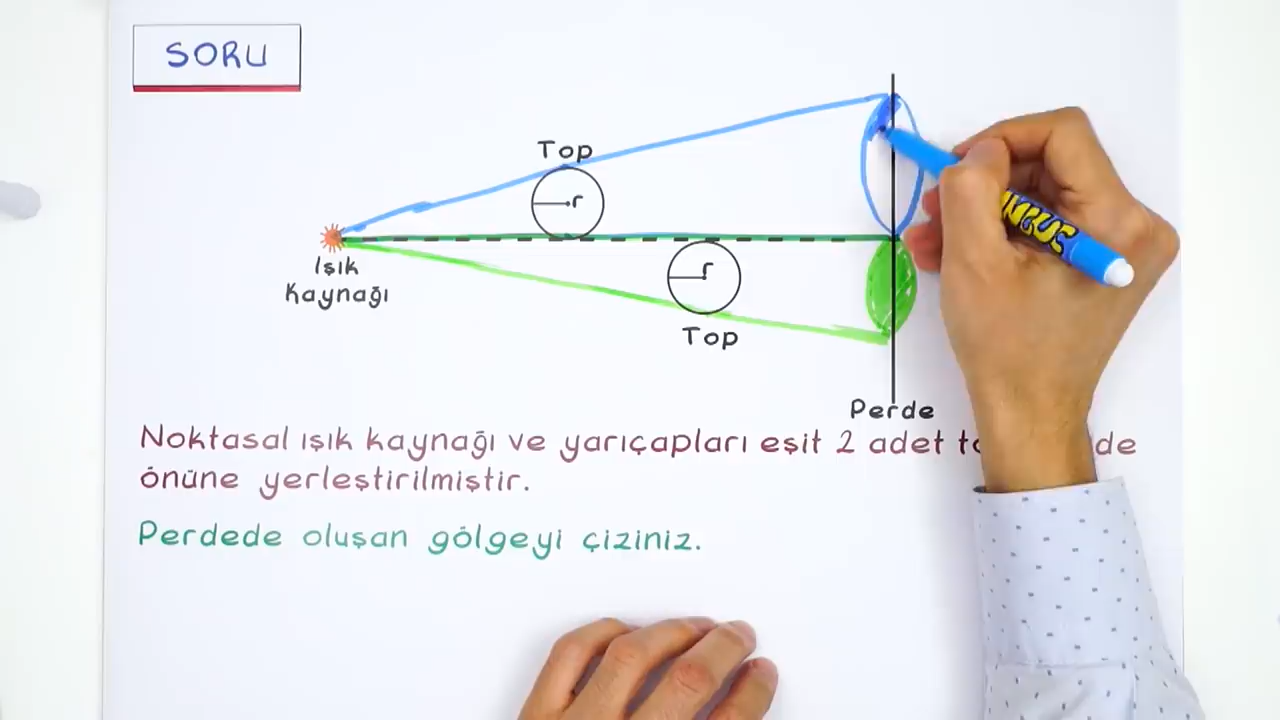 SORU
Top
r
r
Işık
Kaynağı
Top
Perde
Noktasal ışık kaynağı ve yarıçapları eşit 2 adet
önüne yerleştirilmiştir.
Perdede oluşan gölgeyi çiziniz.